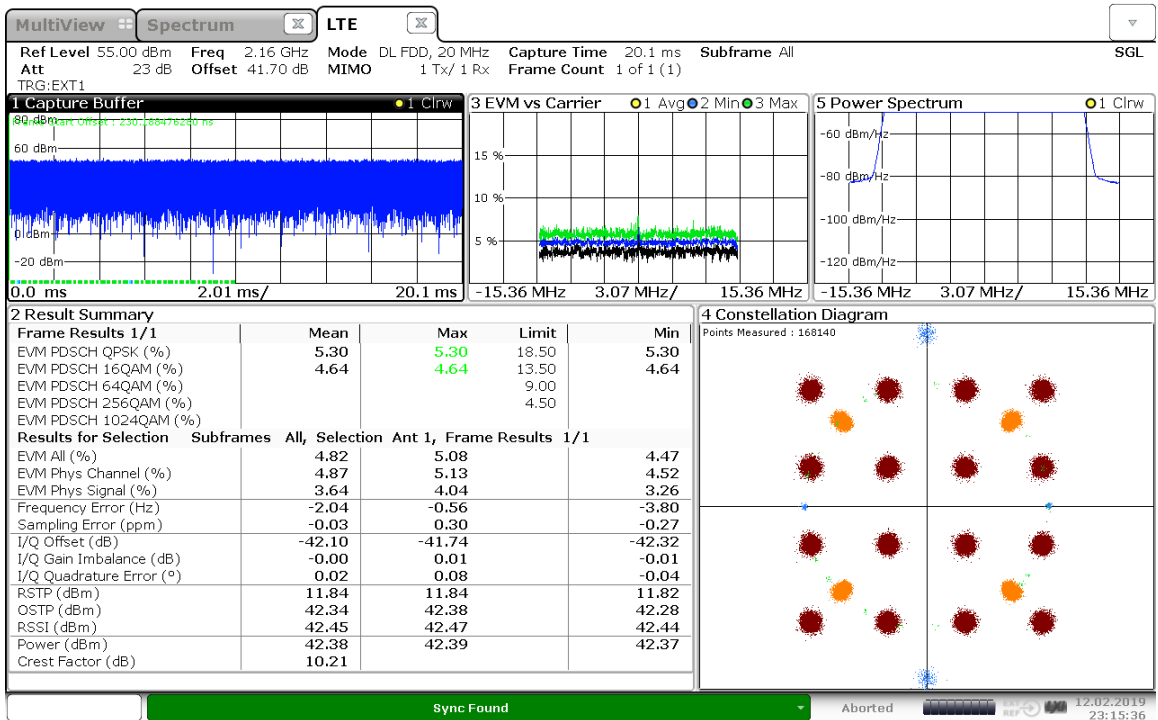 MultiView Spectrum LTE
Ref Level 55.00 dBm Freq 2.16 GHz Mode DL FDD, 20 MHz Capture Time 20.1 ms Subframe All SGL
Att 23 dB Offset 41.70 dB MIMO 1 Tx/ 1 Rx Frame Count 1 of 1 (1)
TRG:EXT1
1 Capture Buffer 1 Clrw
80 dBm
60 dBm
0 dBm
-20 dBm
0.0 ms 2.01 ms/ 20.1 ms
3 EVM vs Carrier 1 Avg 2 Min 3 Max
15 %
10 %
5 %
-15.36 MHz 3.07 MHz/ 15.36 MHz
5 Power Spectrum 1 Clrw
-60 dBm/Hz
-80 dBm/Hz
-100 dBm/Hz
-120 dBm/Hz
-15.36 MHz 3.07 MHz/ 15.36 MHz
2 Result Summary
Frame Results 1/1 Mean Max Limit Min
EVM PDSCH QPSK (%) 5.30 5.30 18.50 5.30
EVM PDSCH 16QAM (%) 4.64 4.64 13.50 4.64
EVM PDSCH 64QAM (%) 9.00
EVM PDSCH 256QAM (%) 4.50
EVM PDSCH 1024QAM (%)
Results for Selection Subframes All, Selection Ant 1, Frame Results 1/1
EVM All (%) 4.82 5.08 4.47
EVM Phys Channel (%) 4.87 5.13 4.52
EVM Phys Signal (%) 3.64 4.04 3.26
Frequency Error (Hz) -2.04 -0.56 -3.80
Sampling Error (ppm) -0.03 0.30 -0.27
I/Q Offset (dB) -42.10 -41.74 -42.32
I/Q Gain Imbalance (dB) -0.00 0.01 -0.01
I/Q Quadrature Error (°) 0.02 0.08 -0.04
RSTP (dBm) 11.84 11.84 11.82
OSTP (dBm) 42.34 42.38 42.28
RSSI (dBm) 42.45 42.47 42.44
Power (dBm) 42.38 42.39 42.37
Crest Factor (dB) 10.21
4 Constellation Diagram
Points Measured : 168140
Sync Found Aborted EXT REF 12.02.2019
23:15:36